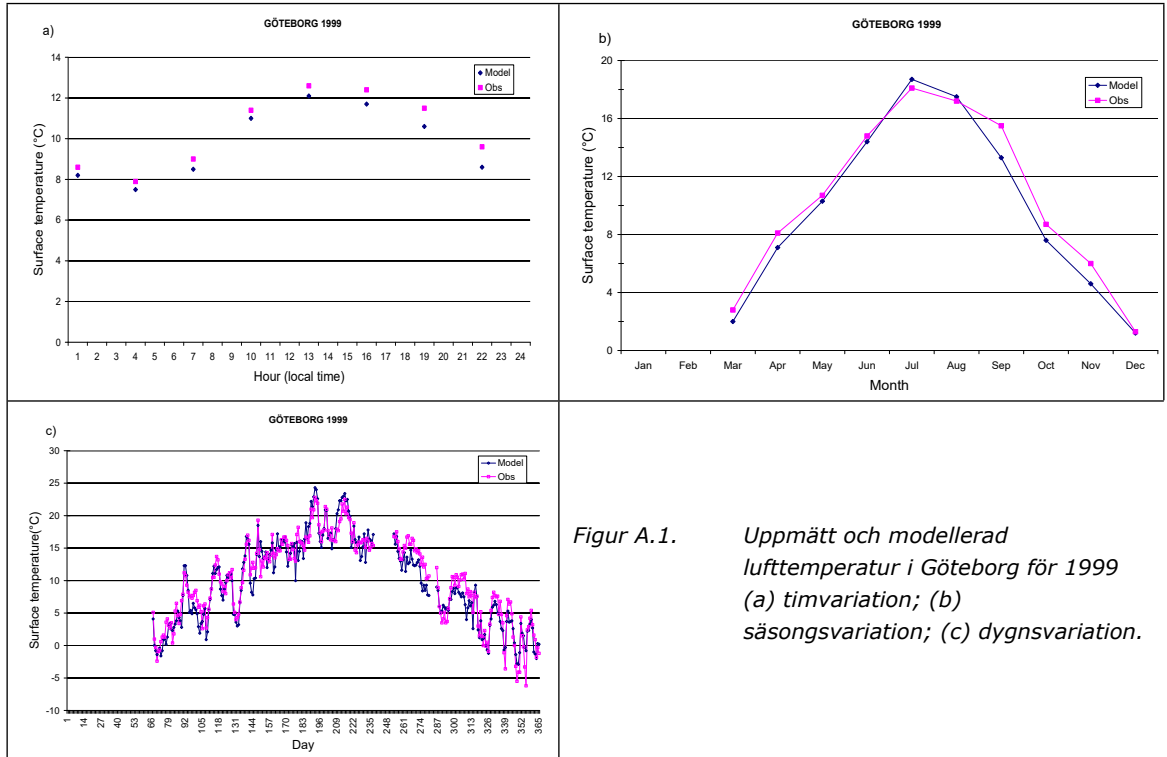 GÖTEBORG 1999
a)
Model
Obs
Surface temperature (°C)
14
12
10
8
6
4
2
0
1 2 3 4 5 6 7 8 9 10 11 12 13 14 15 16 17 18 19 20 21 22 23 24
Hour (local time)
GÖTEBORG 1999
b)
Model
Obs
Surface temperature (°C)
20
16
12
8
4
0
Jan Feb Mar Apr May Jun Jul Aug Sep Oct Nov Dec
Month
GÖTEBORG 1999
c)
Model
Obs
Surface temperature(°C)
30
25
20
15
10
5
0
-5
-10
1 14 27 40 53 66 79 92 105 118 131 144 157 170 183 196 209 222 235 248 261 274 287 300 313 326 339 352 365
Day
Figur A.1. Uppmätt och modellerad
lufttemperatur i Göteborg för 1999
(a) timvariation; (b)
säsongsvariation; (c) dygnsvariation.